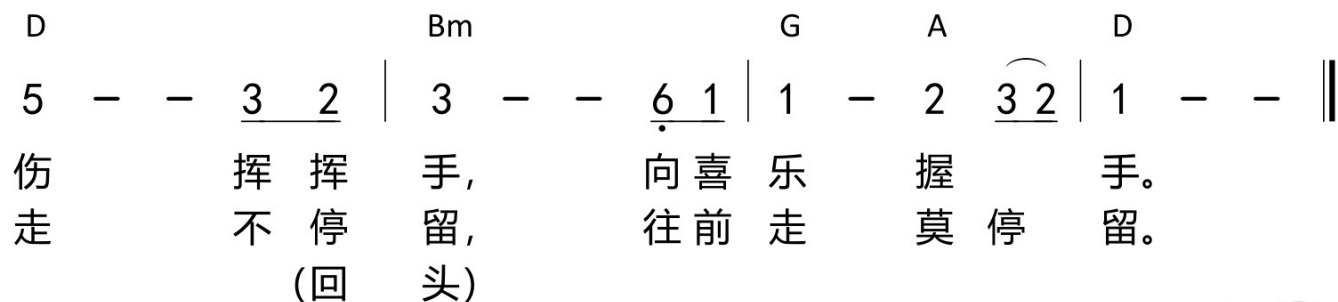 D Bm G A D
5 – – 3 2 | 3 – – 6̣ 1 | 1 – 2 3 2 | 1 – – ‖
伤 挥 挥 手, 向 喜 乐 握 手。
走 不 停 留, 往 前 走 莫 停 留。
(回 头)